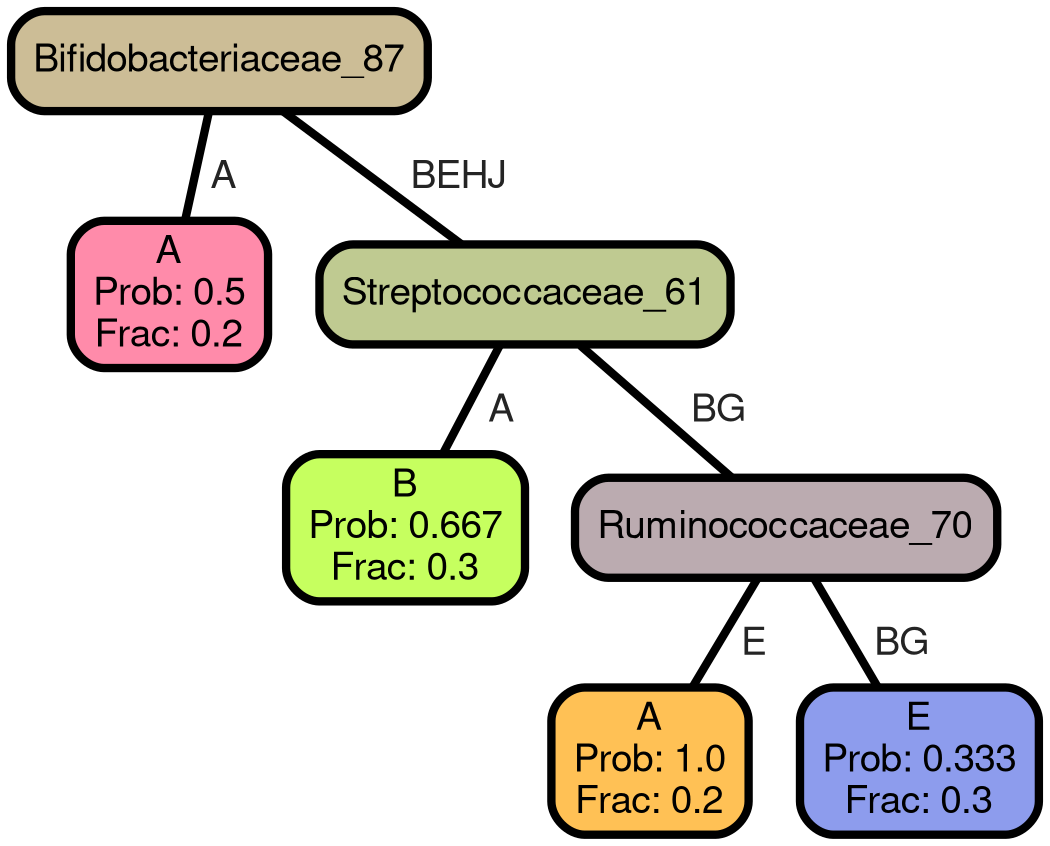 Bifidobacteriaceae_87
A
BEHJ
A
Prob: 0.5
Frac: 0.2
Streptococcaceae_61
A
BG
B
Prob: 0.667
Frac: 0.3
Ruminococcaceae_70
E
BG
A
Prob: 1.0
Frac: 0.2
E
Prob: 0.333
Frac: 0.3